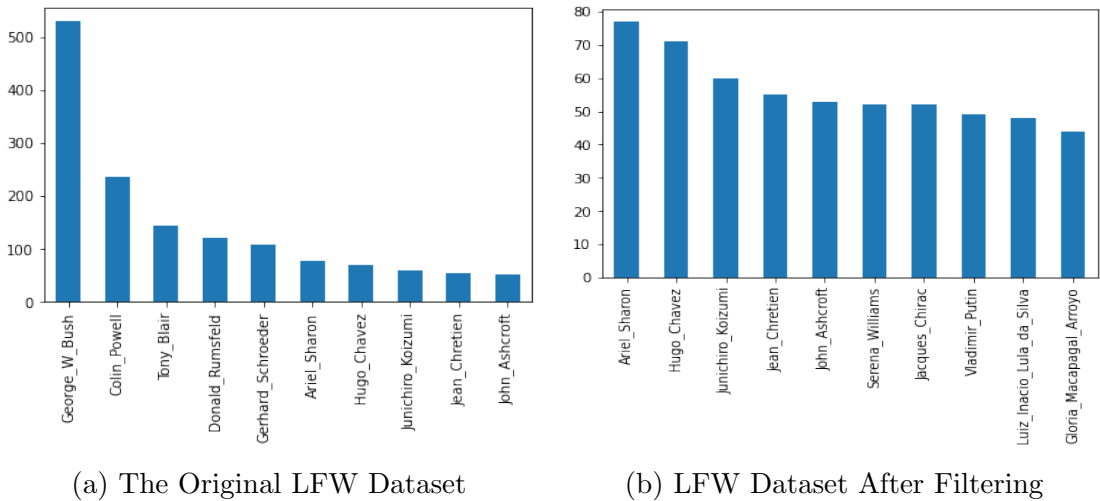 500
400
300
200
100
0
George_W_Bush
Colin_Powell
Tony_Blair
Donald_Rumsfeld
Gerhard_Schroeder
Ariel_Sharon
Hugo_Chavez
Junichiro_Koizumi
Jean_Chretien
John_Ashcroft
(a) The Original LFW Dataset
80
70
60
50
40
30
20
10
0
Ariel_Sharon
Hugo_Chavez
Junichiro_Koizumi
Jean_Chretien
John_Ashcroft
Serena_Williams
Jacques_Chirac
Vladimir_Putin
Luiz_Inacio_Lula_da_Silva
Gloria_Macapagal_Arroyo
(b) LFW Dataset After Filtering